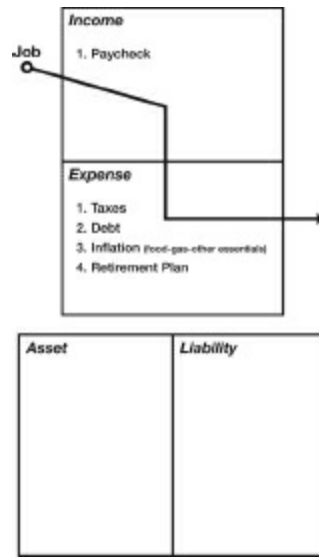 Income
Job
1. Paycheck
Expense
1. Taxes
2. Debt
3. Inflation (food-gas-other essentials)
4. Retirement Plan
Asset
Liability